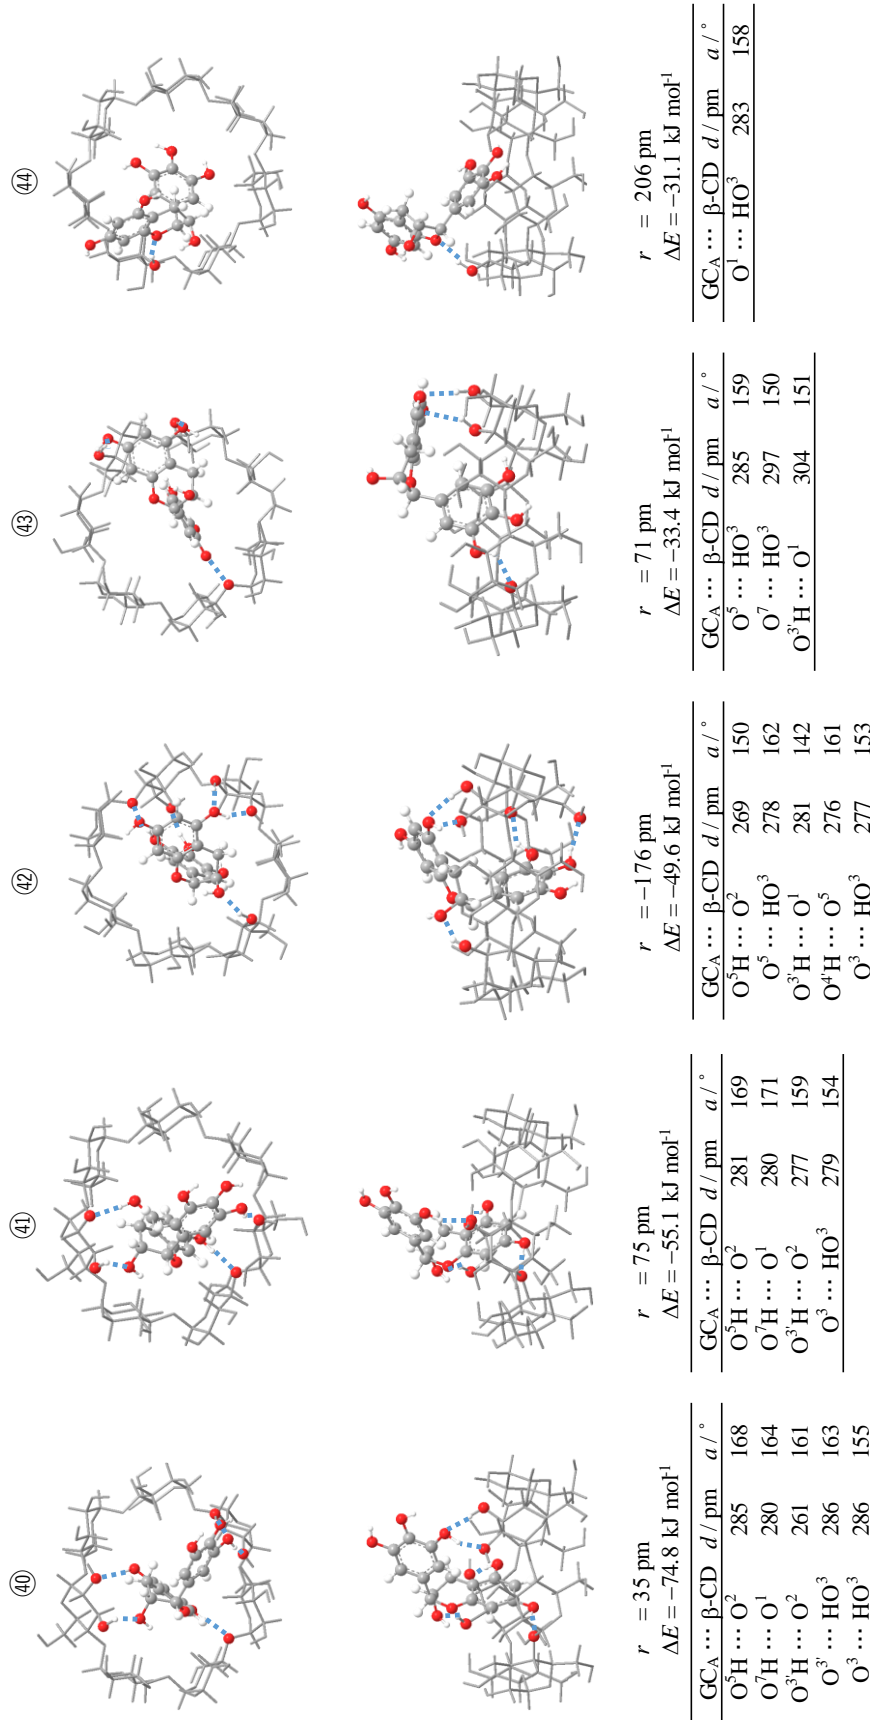 ㊵
r = 35 pm
ΔE = −74.8 kJ mol⁻¹
GC_A ··· β-CD d / pm a / °
O⁵H ··· O² 285 168
O⁷H ··· O¹ 280 164
O³'H ··· O² 261 161
O³' ··· HO³ 286 163
O³ ··· HO³ 286 155
㊶
r = 75 pm
ΔE = −55.1 kJ mol⁻¹
GC_A ··· β-CD d / pm a / °
O⁵H ··· O² 281 169
O⁷H ··· O¹ 280 171
O³'H ··· O² 277 159
O³ ··· HO³ 279 154
㊷
r = −176 pm
ΔE = −49.6 kJ mol⁻¹
GC_A ··· β-CD d / pm a / °
O⁵H ··· O² 269 150
O⁵ ··· HO³ 278 162
O³'H ··· O¹ 281 142
O⁴'H ··· O⁵ 276 161
O³ ··· HO³ 277 153
㊸
r = 71 pm
ΔE = −33.4 kJ mol⁻¹
GC_A ··· β-CD d / pm a / °
O⁵ ··· HO³ 285 159
O⁷ ··· HO³ 297 150
O³'H ··· O¹ 304 151
㊹
r = 206 pm
ΔE = −31.1 kJ mol⁻¹
GC_A ··· β-CD d / pm a / °
O¹ ··· HO³ 283 158